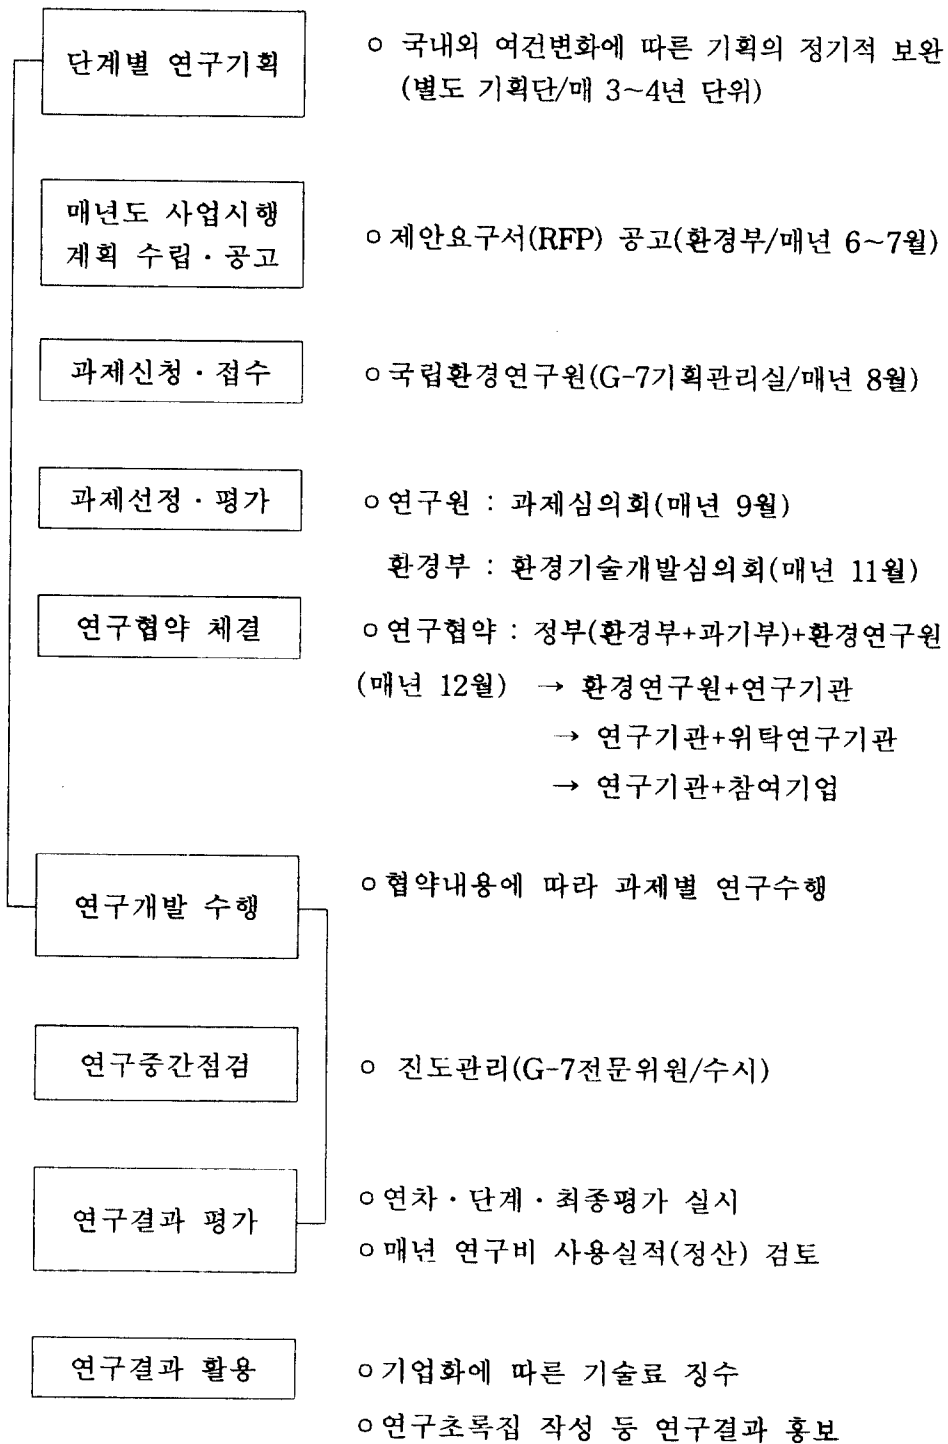 단계별 연구기획
ㅇ 국내외 여건변화에 따른 기획의 정기적 보완
(별도 기획단/매 3~4년 단위)
매년도 사업시행
계획 수립·공고
ㅇ제안요구서(RFP) 공고(환경부/매년 6~7월)
과제신청·접수
ㅇ국립환경연구원(G-7기획관리실/매년 8월)
과제선정·평가
ㅇ연구원 : 과제심의회(매년 9월)
환경부 : 환경기술개발심의회(매년 11월)
연구협약 체결
ㅇ연구협약 : 정부(환경부+과기부)+환경연구원
(매년 12월) → 환경연구원+연구기관
→ 연구기관+위탁연구기관
→ 연구기관+참여기업
연구개발 수행
ㅇ협약내용에 따라 과제별 연구수행
연구중간점검
ㅇ 진도관리(G-7전문위원/수시)
연구결과 평가
ㅇ연차·단계·최종평가 실시
ㅇ매년 연구비 사용실적(정산) 검토
연구결과 활용
ㅇ기업화에 따른 기술료 징수
ㅇ연구초록집 작성 등 연구결과 홍보